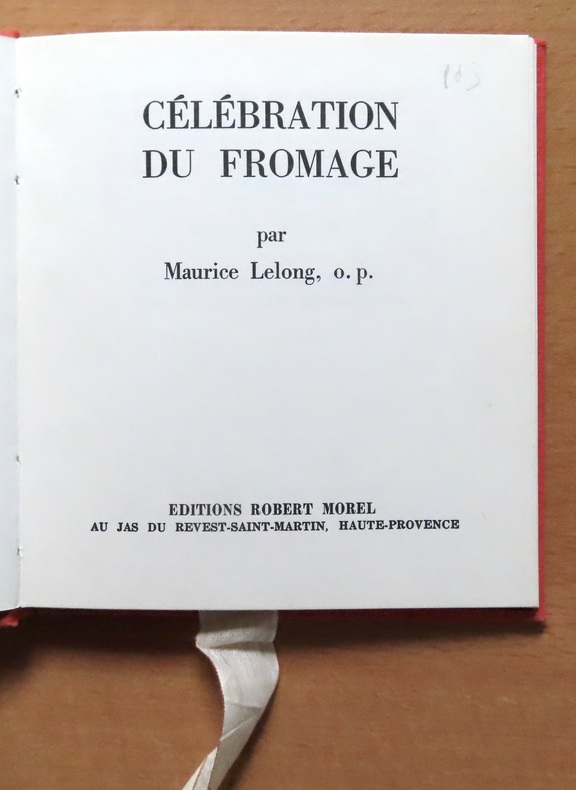 CÉLÉBRATION
DU FROMAGE
par
Maurice Lelong, o. p.
EDITIONS ROBERT MOREL
AU JAS DU REVEST-SAINT-MARTIN, HAUTE-PROVENCE